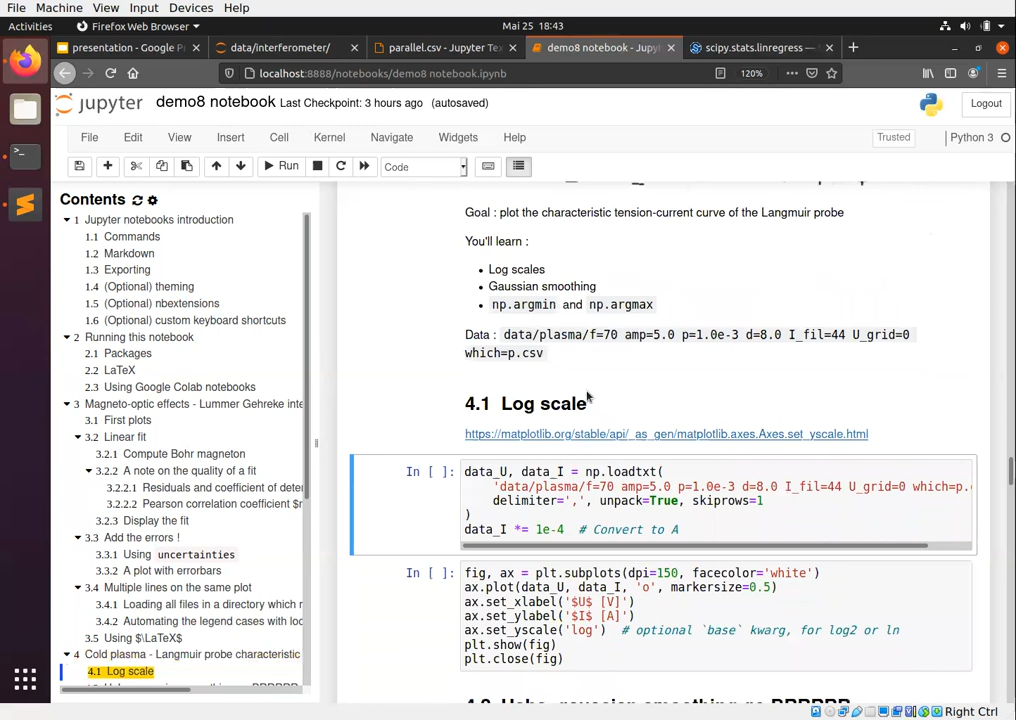 File Machine View Input Devices Help
Activities Firefox Web Browser Mai 25 18:43
presentation - Google P data/interferometer/ parallel.csv - Jupyter Tex demo8 notebook - Jupy scipy.stats.linregress —
localhost:8888/notebooks/demo8 notebook.ipynb 120%
jupyter demo8 notebook Last Checkpoint: 3 hours ago (autosaved) Logout
File Edit View Insert Cell Kernel Navigate Widgets Help Trusted Python 3
Run Code
Contents
1 Jupyter notebooks introduction
1.1 Commands
1.2 Markdown
1.3 Exporting
1.4 (Optional) theming
1.5 (Optional) nbextensions
1.6 (Optional) custom keyboard shortcuts
2 Running this notebook
2.1 Packages
2.2 LaTeX
2.3 Using Google Colab notebooks
3 Magneto-optic effects - Lummer Gehreke inte
3.1 First plots
3.2 Linear fit
3.2.1 Compute Bohr magneton
3.2.2 A note on the quality of a fit
3.2.2.1 Residuals and coefficient of deter
3.2.2.2 Pearson correlation coefficient $r
3.2.3 Display the fit
3.3 Add the errors !
3.3.1 Using uncertainties
3.3.2 A plot with errorbars
3.4 Multiple lines on the same plot
3.4.1 Loading all files in a directory which r
3.4.2 Automating the legend cases with loc
3.5 Using $\LaTeX$
4 Cold plasma - Langmuir probe characteristic
4.1 Log scale
Goal : plot the characteristic tension-current curve of the Langmuir probe
You'll learn :
• Log scales
• Gaussian smoothing
• np.argmin and np.argmax
Data : data/plasma/f=70 amp=5.0 p=1.0e-3 d=8.0 I_fil=44 U_grid=0
which=p.csv
4.1 Log scale
https://matplotlib.org/stable/api/_as_gen/matplotlib.axes.Axes.set_yscale.html
In [ ]: data_U, data_I = np.loadtxt(
'data/plasma/f=70 amp=5.0 p=1.0e-3 d=8.0 I_fil=44 U_grid=0 which=p.c
delimiter=',', unpack=True, skiprows=1
)
data_I *= 1e-4 # Convert to A
In [ ]: fig, ax = plt.subplots(dpi=150, facecolor='white')
ax.plot(data_U, data_I, 'o', markersize=0.5)
ax.set_xlabel('$U$ [V]')
ax.set_ylabel('$I$ [A]')
ax.set_yscale('log') # optional `base` kwarg, for log2 or ln
plt.show(fig)
plt.close(fig)
Right Ctrl